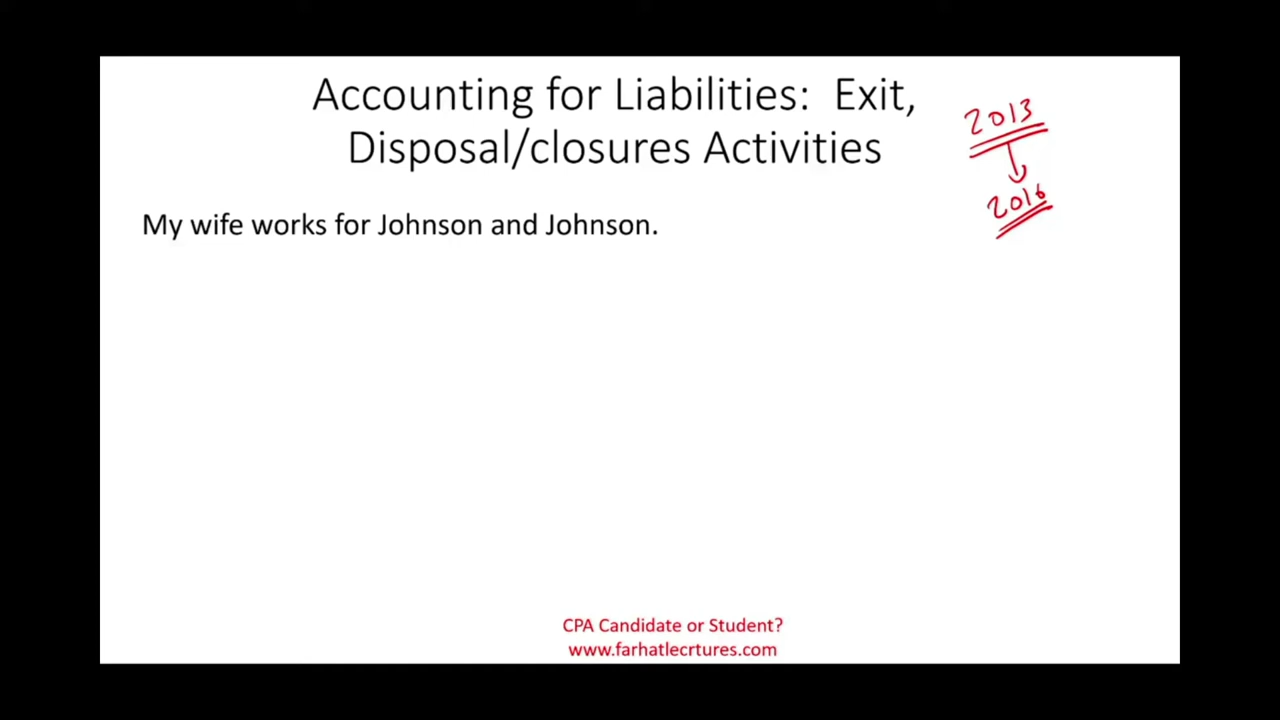 Accounting for Liabilities: Exit,
Disposal/closures Activities
2013
2016
My wife works for Johnson and Johnson.
CPA Candidate or Student?
www.farhatlecrtures.com